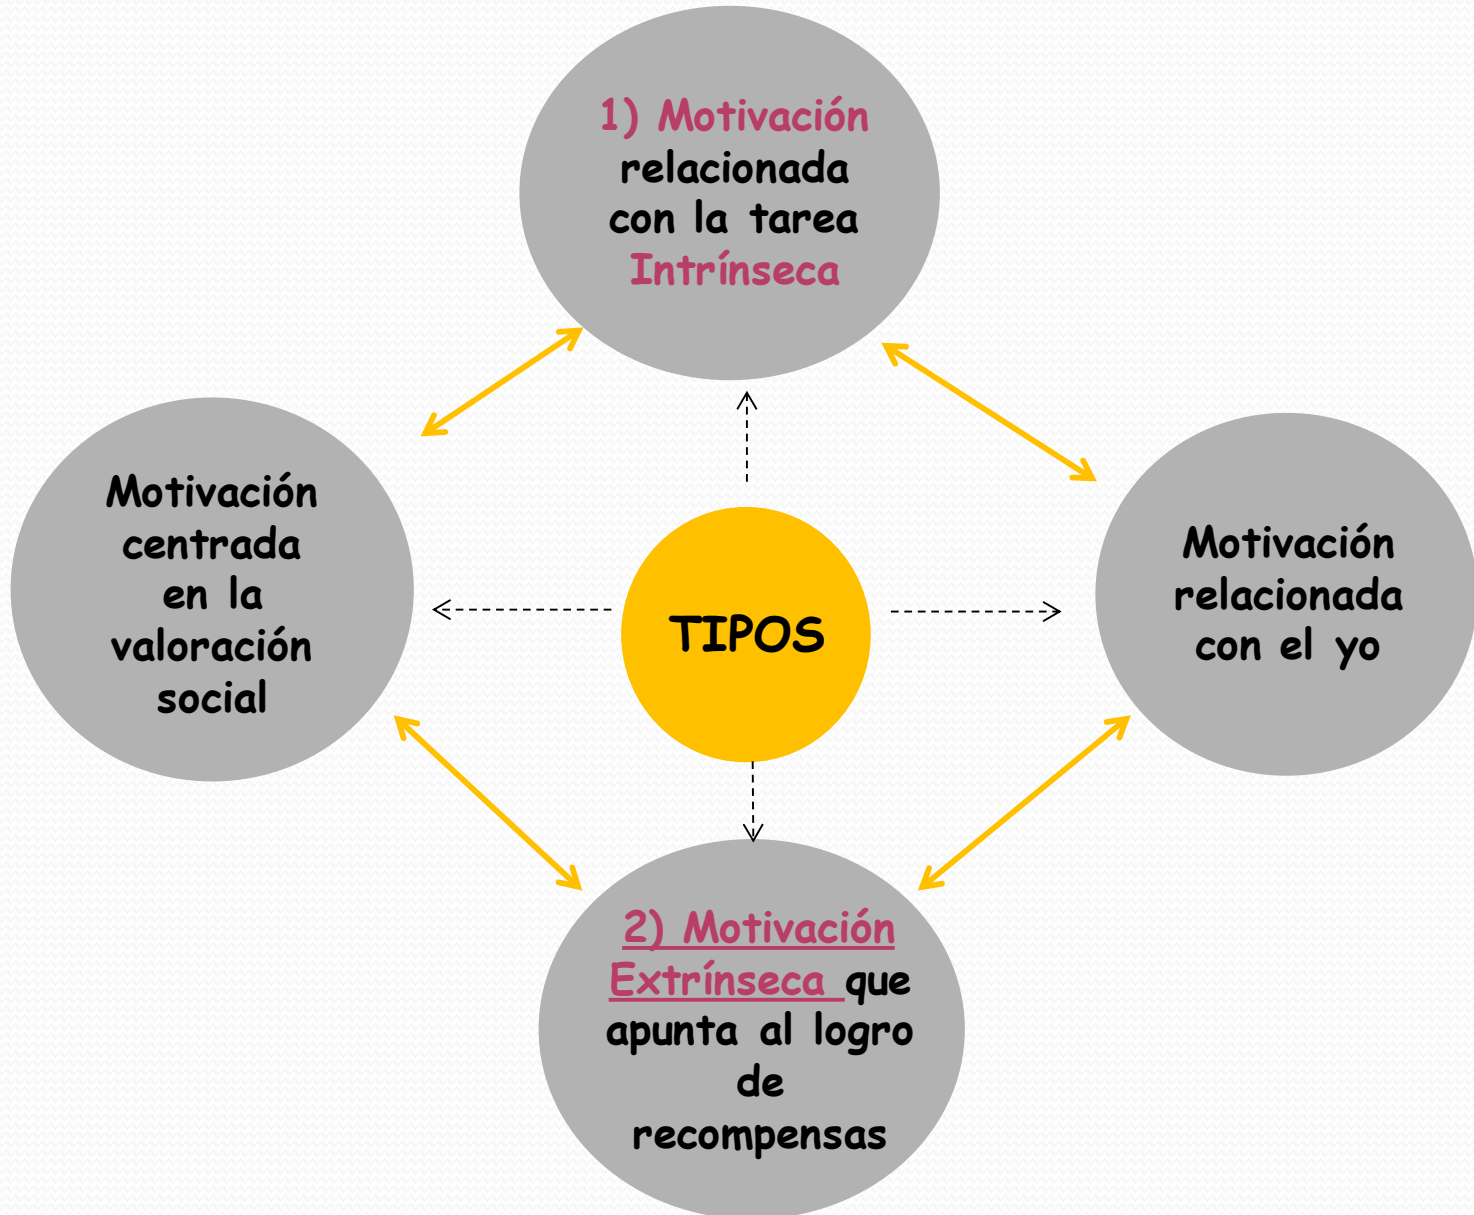 1) Motivación
relacionada
con la tarea
Intrínseca
Motivación
centrada
en la
valoración
social
TIPOS
Motivación
relacionada
con el yo
2) Motivación
Extrínseca que
apunta al logro
de
recompensas